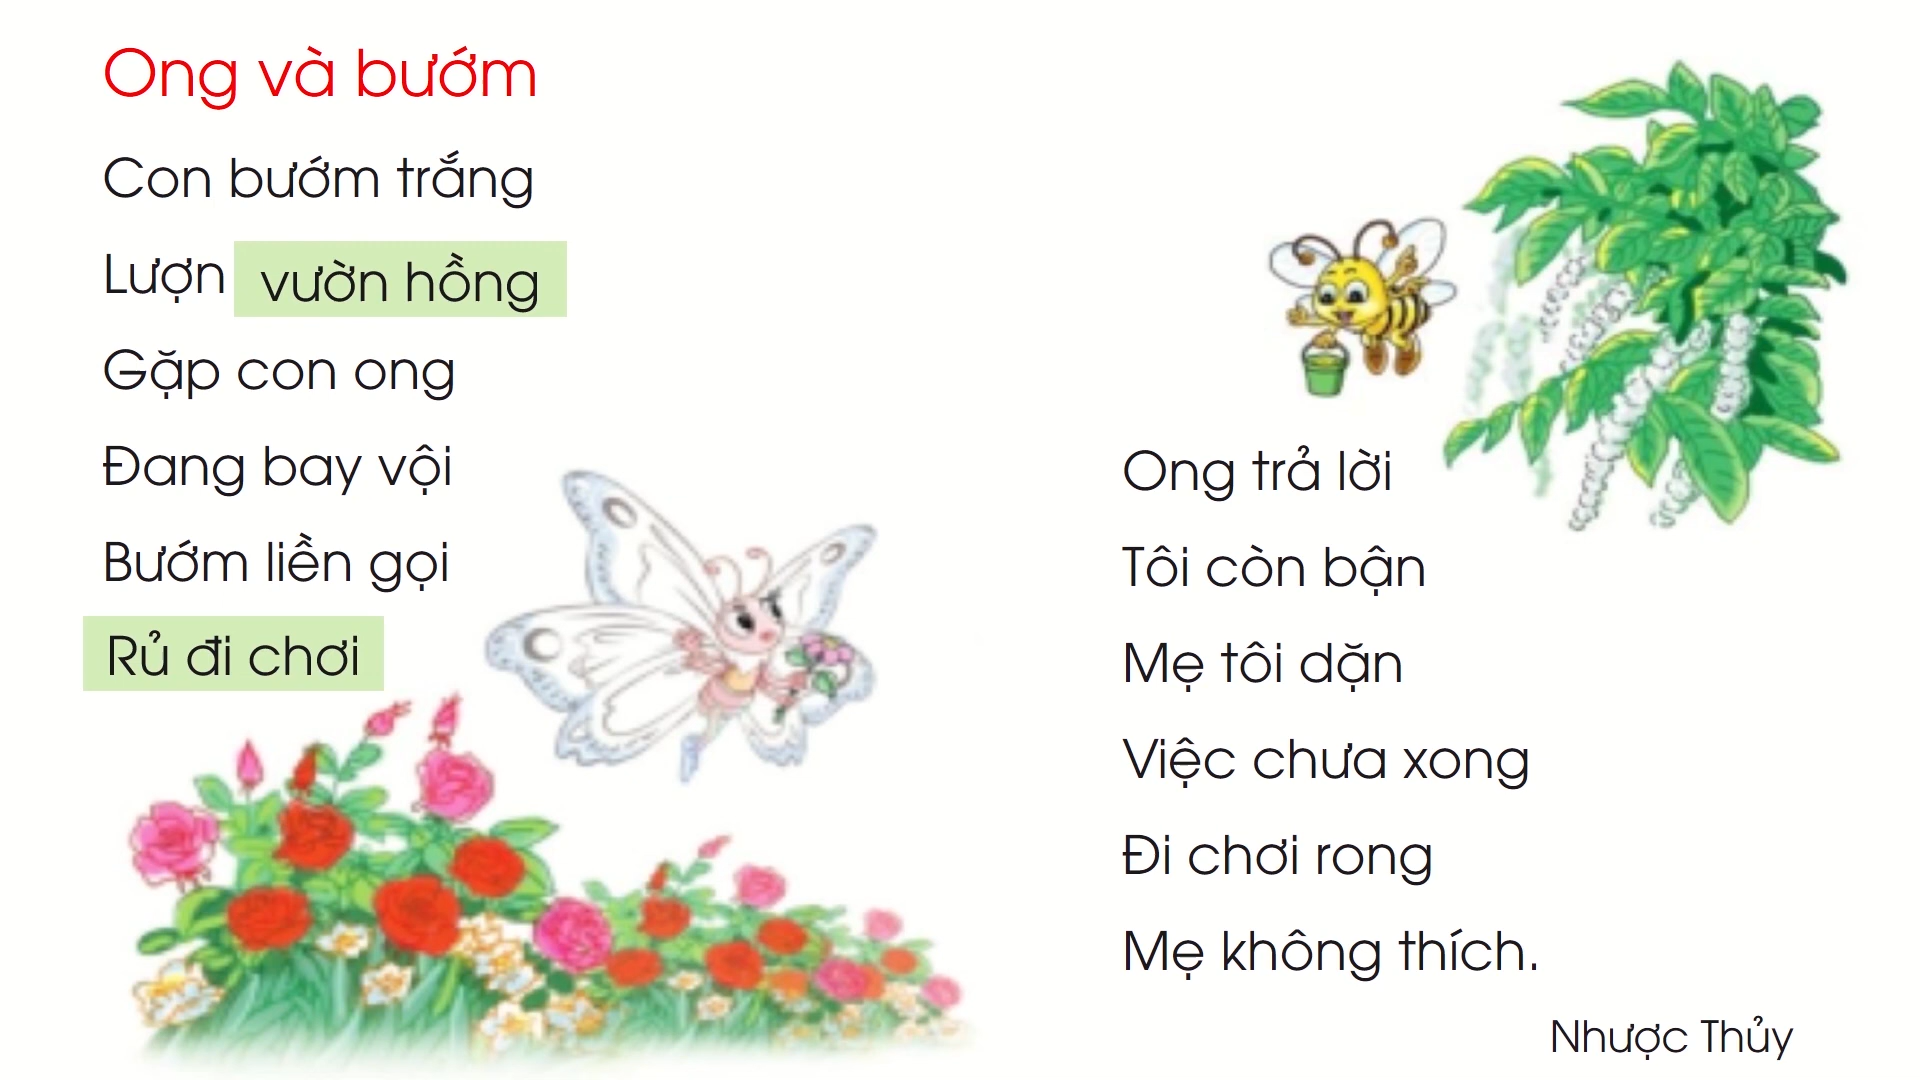 Ong và bướm
Con bướm trắng
Lượn vườn hồng
Gặp con ong
Đang bay vội
Bướm liền gọi
Rủ đi chơi
Ong trả lời
Tôi còn bận
Mẹ tôi dặn
Việc chưa xong
Đi chơi rong
Mẹ không thích.
Nhược Thủy